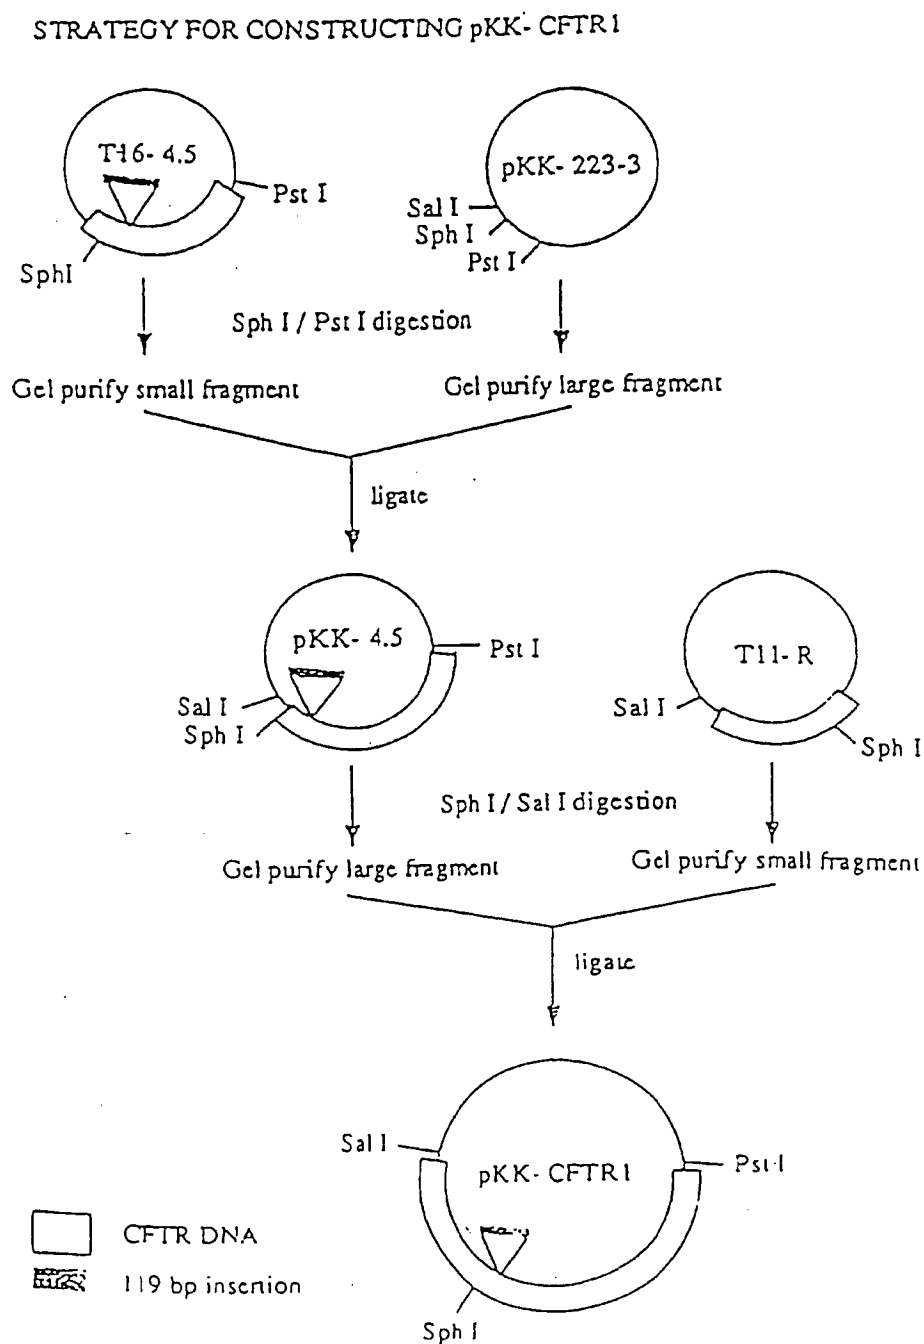 STRATEGY FOR CONSTRUCTING pKK- CFTR1
T16- 4.5
Pst I
SphI
pKK- 223-3
Sal I
Sph I
Pst I
Sph I / Pst I digestion
Gel purify small fragment
Gel purify large fragment
ligate
pKK- 4.5
Pst I
Sal I
Sph I
T11- R
Sal I
Sph I
Sph I / Sal I digestion
Gel purify large fragment
Gel purify small fragment
ligate
Sal I
Pst I
pKK- CFTR1
Sph I
CFTR DNA
119 bp insertion